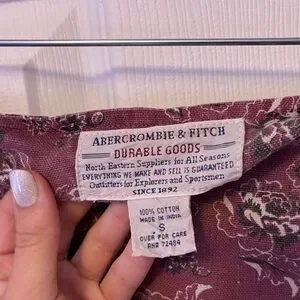 ABERCROMBIE & FITCH
DURABLE GOODS
North Eastern Suppliers for All Seasons
EVERYTHING WE MAKE AND SELL IS GUARANTEED
Outfitters for Explorers and Sportsmen
SINCE 1892
100% COTTON
MADE IN INDIA
S
OVER FOR CARE
RN# 72484